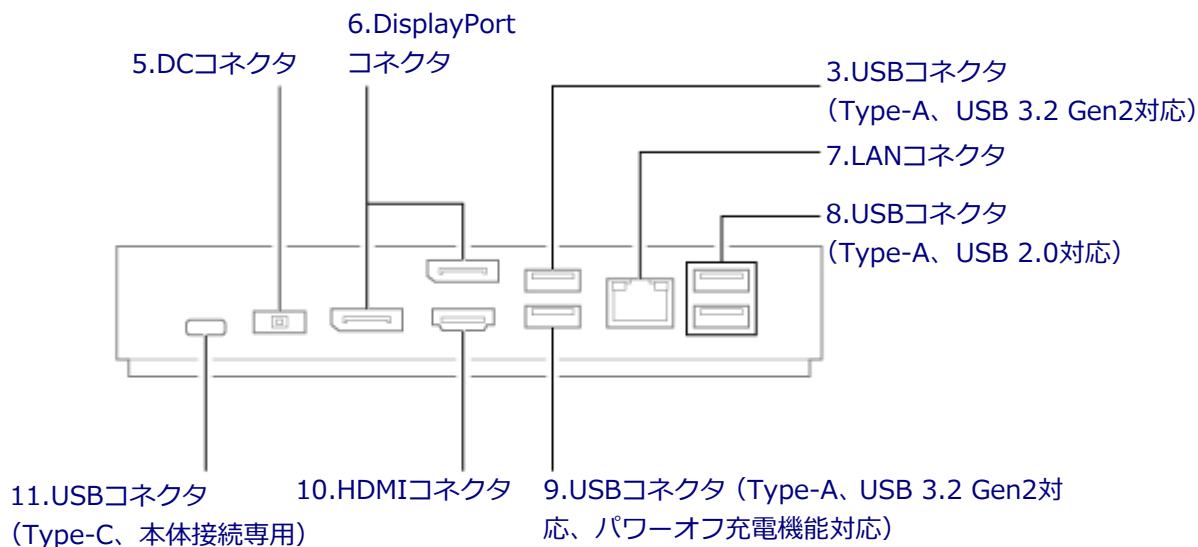 6.DisplayPort
コネクタ
5.DCコネクタ
3.USBコネクタ
（Type-A、USB 3.2 Gen2対応）
7.LANコネクタ
8.USBコネクタ
（Type-A、USB 2.0対応）
11.USBコネクタ
（Type-C、本体接続専用）
10.HDMIコネクタ
9.USBコネクタ（Type-A、USB 3.2 Gen2対
応、パワーオフ充電機能対応）